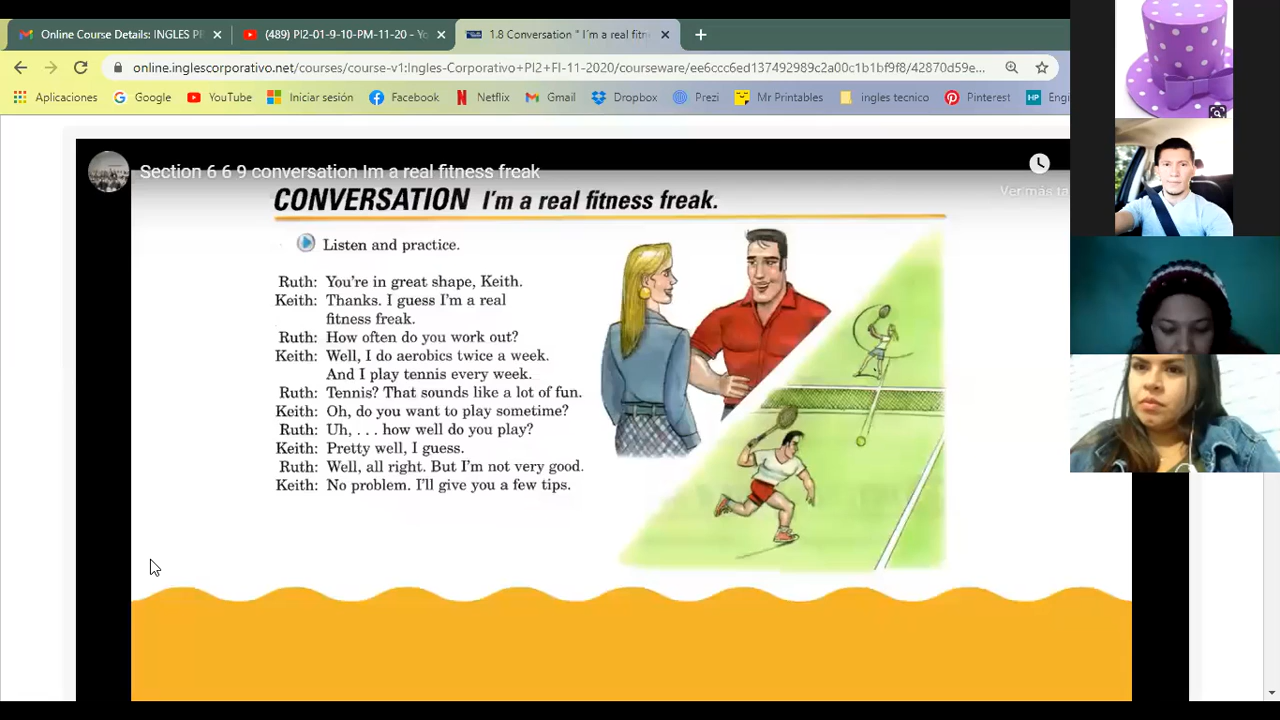 Online Course Details: INGLES PI
(489) PI2-01-9-10-PM-11-20 - Yo
1.8 Conversation " I´m a real fitn
online.inglescorporativo.net/courses/course-v1:Ingles-Corporativo+PI2+FI-11-2020/courseware/ee6ccc6ed137492989c2a00c1b1bf9f8/42870d59e...
Aplicaciones Google YouTube Iniciar sesión Facebook Netflix Gmail Dropbox Prezi Mr Printables ingles tecnico Pinterest HP Engl
Section 6 6 9 conversation Im a real fitness freak
Ver más ta
CONVERSATION I'm a real fitness freak.
Listen and practice.
Ruth: You're in great shape, Keith.
Keith: Thanks. I guess I'm a real
fitness freak.
Ruth: How often do you work out?
Keith: Well, I do aerobics twice a week.
And I play tennis every week.
Ruth: Tennis? That sounds like a lot of fun.
Keith: Oh, do you want to play sometime?
Ruth: Uh, . . . how well do you play?
Keith: Pretty well, I guess.
Ruth: Well, all right. But I'm not very good.
Keith: No problem. I'll give you a few tips.